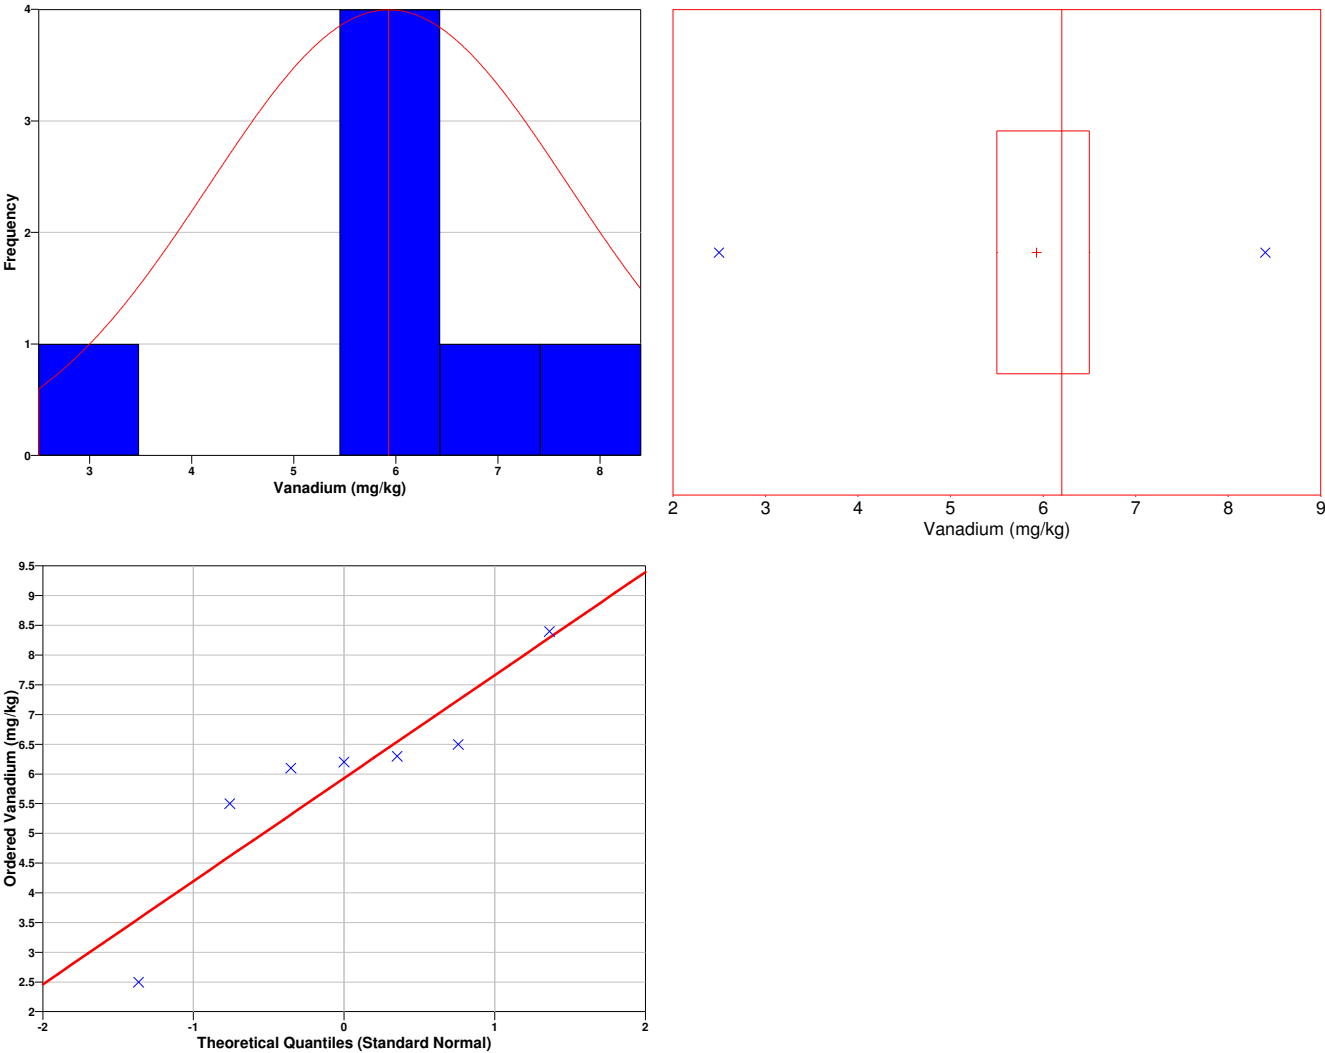 4
3
2
1
0
Frequency
3 4 5 6 7 8
Vanadium (mg/kg)
2 3 4 5 6 7 8 9
Vanadium (mg/kg)
9.5
9
8.5
8
7.5
7
6.5
6
5.5
5
4.5
4
3.5
3
2.5
2
Ordered Vanadium (mg/kg)
-2 -1 0 1 2
Theoretical Quantiles (Standard Normal)